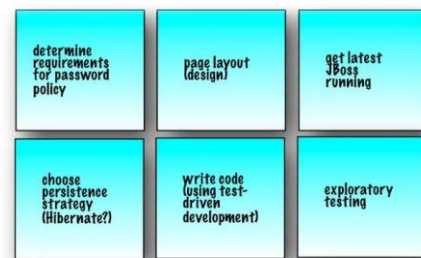 determine
requirements
for password
policy
page layout
(design)
get latest
JBoss
running
choose
persistence
strategy
(Hibernate?)
write code
(using test-
driven
development)
exploratory
testing